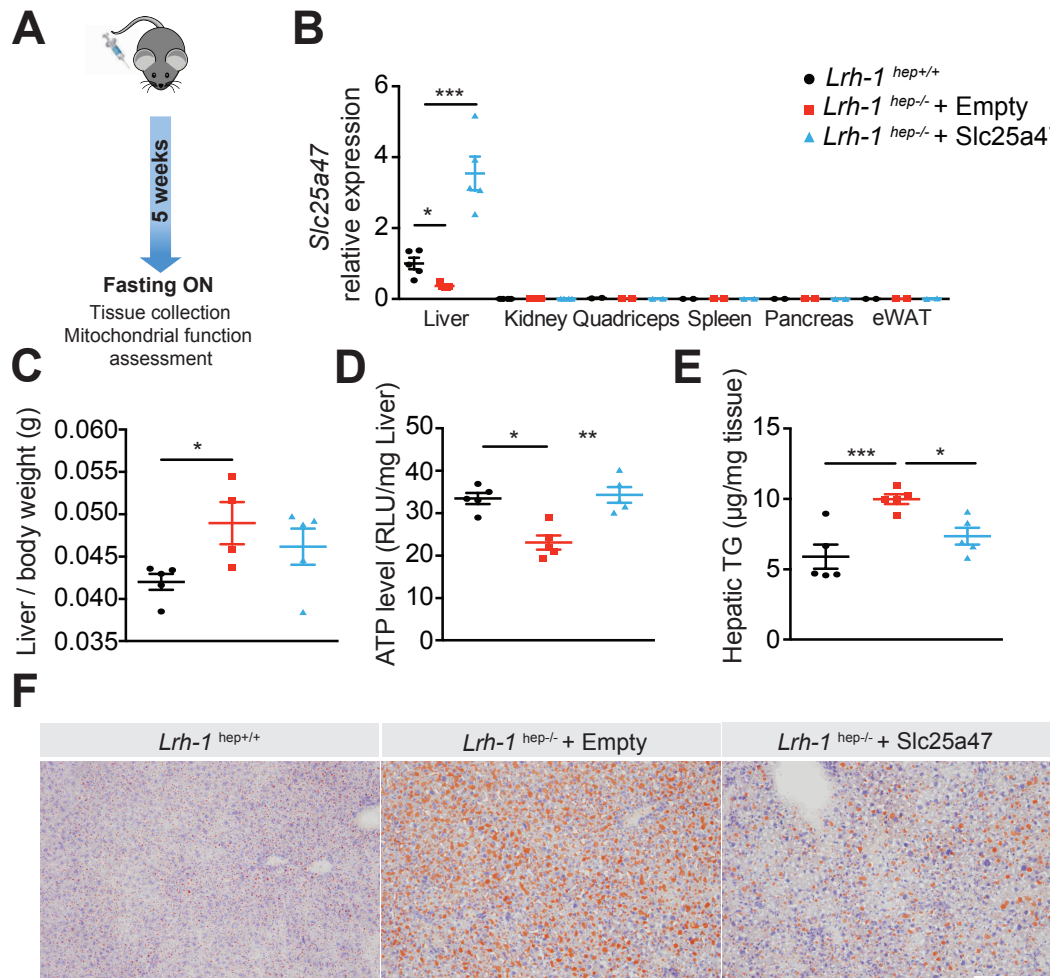 A
5 weeks
Fasting ON
Tissue collection
Mitochondrial function
assessment
B
Slc25a47
relative expression
6
4
2
0
***
*
Liver
Kidney
Quadriceps
Spleen
Pancreas
eWAT
Lrh-1 hep+/+
Lrh-1 hep-/- + Empty
Lrh-1 hep-/- + Slc25a47
C
Liver / body weight (g)
0.060
0.055
0.050
0.045
0.040
0.035
*
D
ATP level (RLU/mg Liver)
50
40
30
20
10
0
*
**
E
Hepatic TG (µg/mg tissue)
15
10
5
0
***
*
F
Lrh-1 hep+/+
Lrh-1 hep-/- + Empty
Lrh-1 hep-/- + Slc25a47